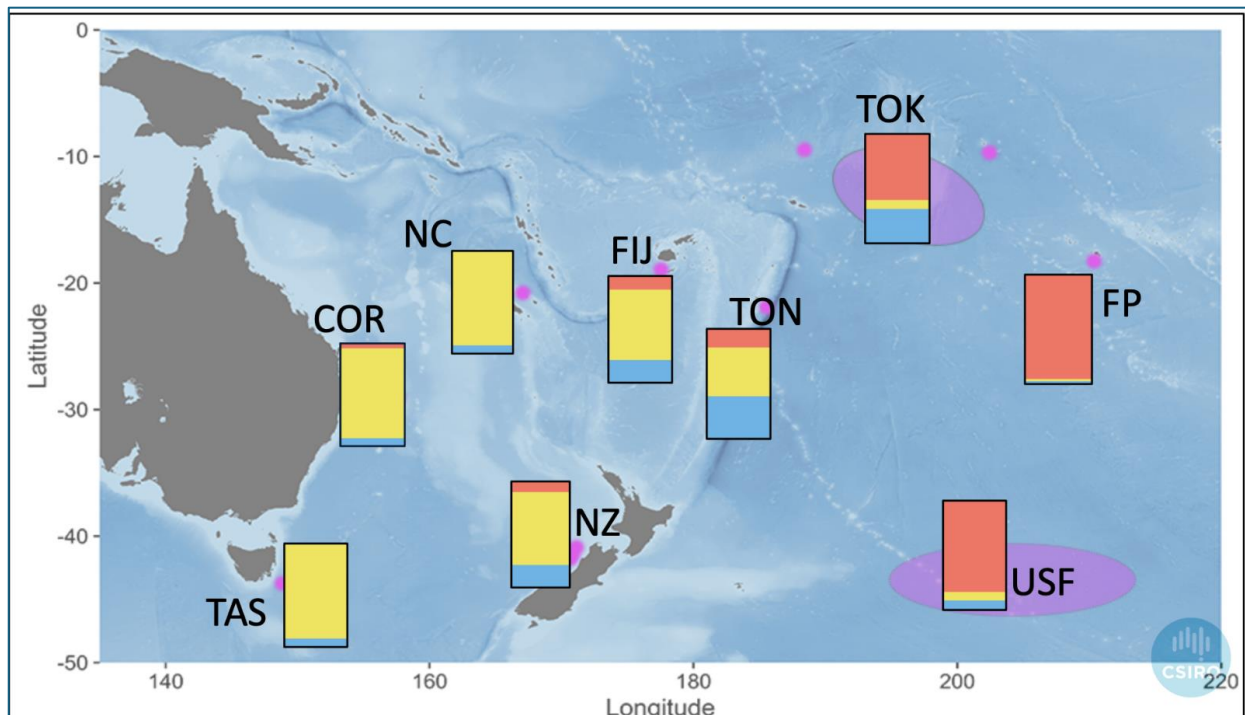 0
-10
-20
-30
-40
-50
Latitude
TOK
NC
FIJ
FP
COR
TON
NZ
TAS
USF
CSIRO
140
160
180
200
220
Longitude